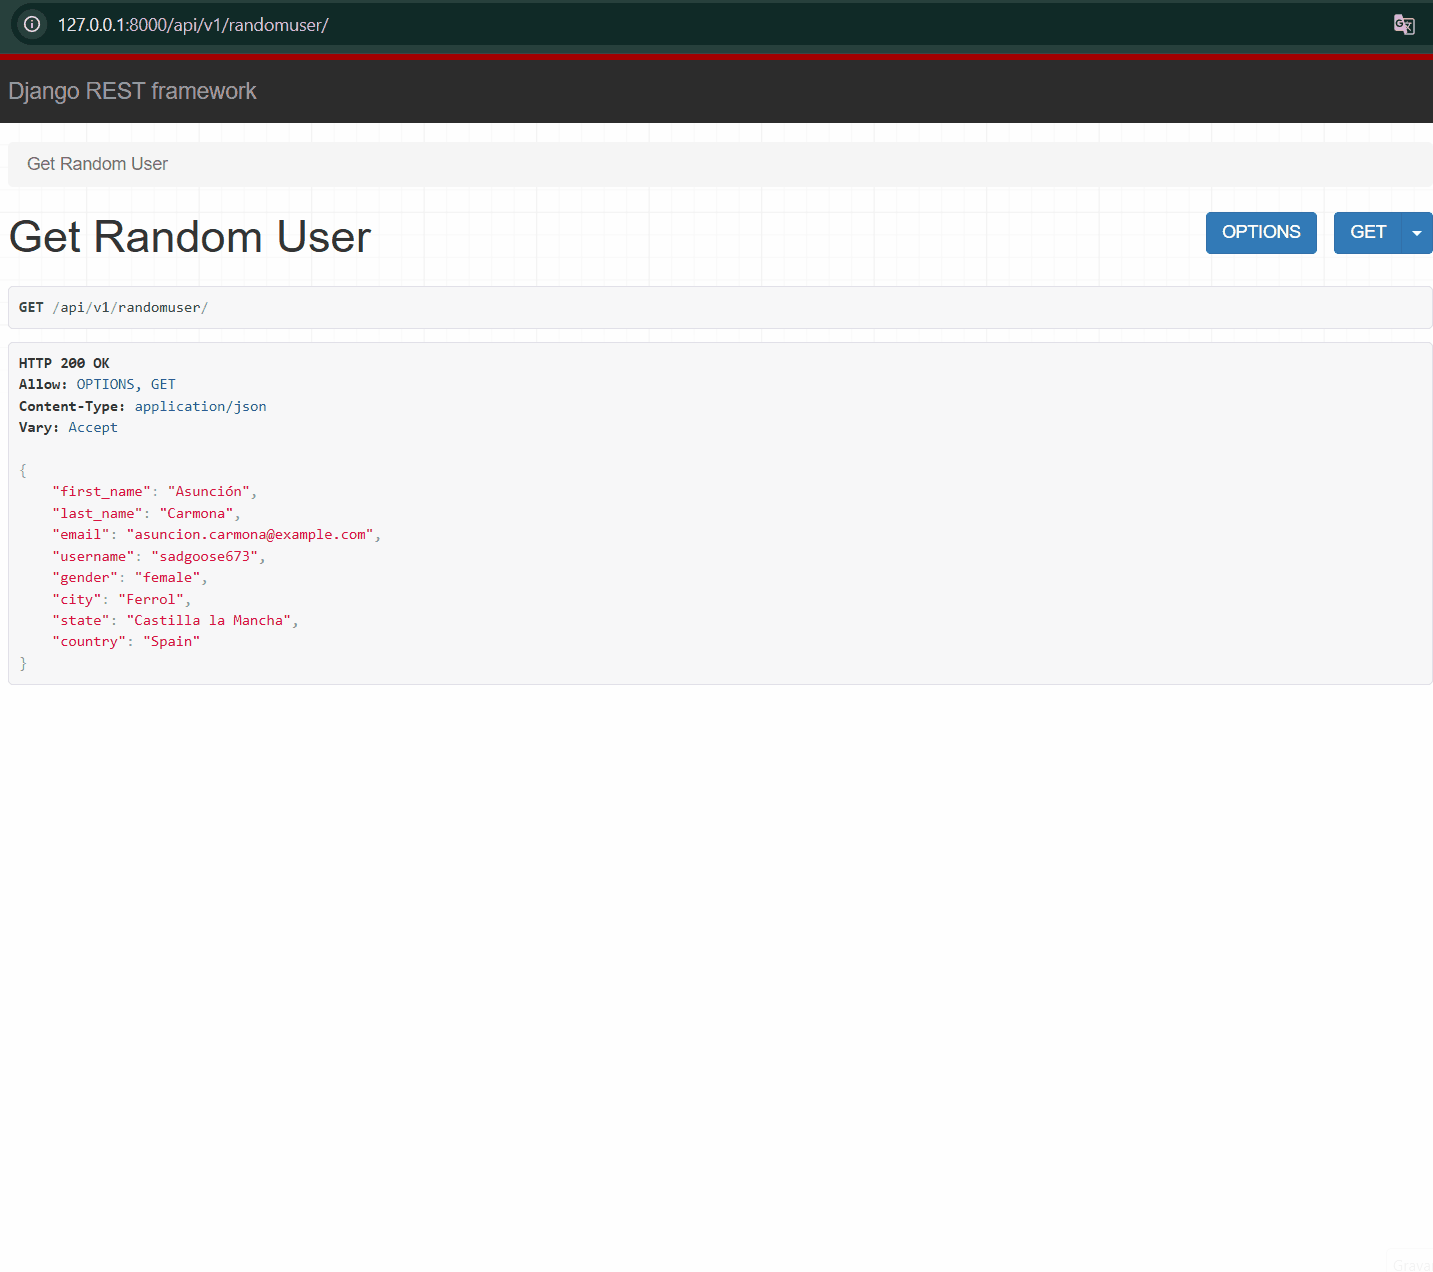 127.0.0.1:8000/api/v1/randomuser/
Django REST framework
Get Random User
Get Random User
OPTIONS
GET
GET /api/v1/randomuser/
HTTP 200 OK
Allow: OPTIONS, GET
Content-Type: application/json
Vary: Accept
{
    "first_name": "Asunción",
    "last_name": "Carmona",
    "email": "asuncion.carmona@example.com",
    "username": "sadgoose673",
    "gender": "female",
    "city": "Ferrol",
    "state": "Castilla la Mancha",
    "country": "Spain"
}